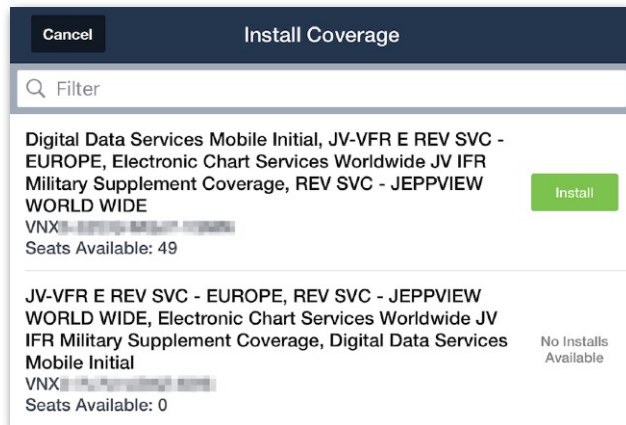 Cancel
Install Coverage
Filter
Digital Data Services Mobile Initial, JV-VFR E REV SVC -
EUROPE, Electronic Chart Services Worldwide JV IFR
Military Supplement Coverage, REV SVC - JEPPVIEW
WORLD WIDE
VNX
Seats Available: 49
Install
JV-VFR E REV SVC - EUROPE, REV SVC - JEPPVIEW
WORLD WIDE, Electronic Chart Services Worldwide JV
IFR Military Supplement Coverage, Digital Data Services
Mobile Initial
VNX
Seats Available: 0
No Installs
Available